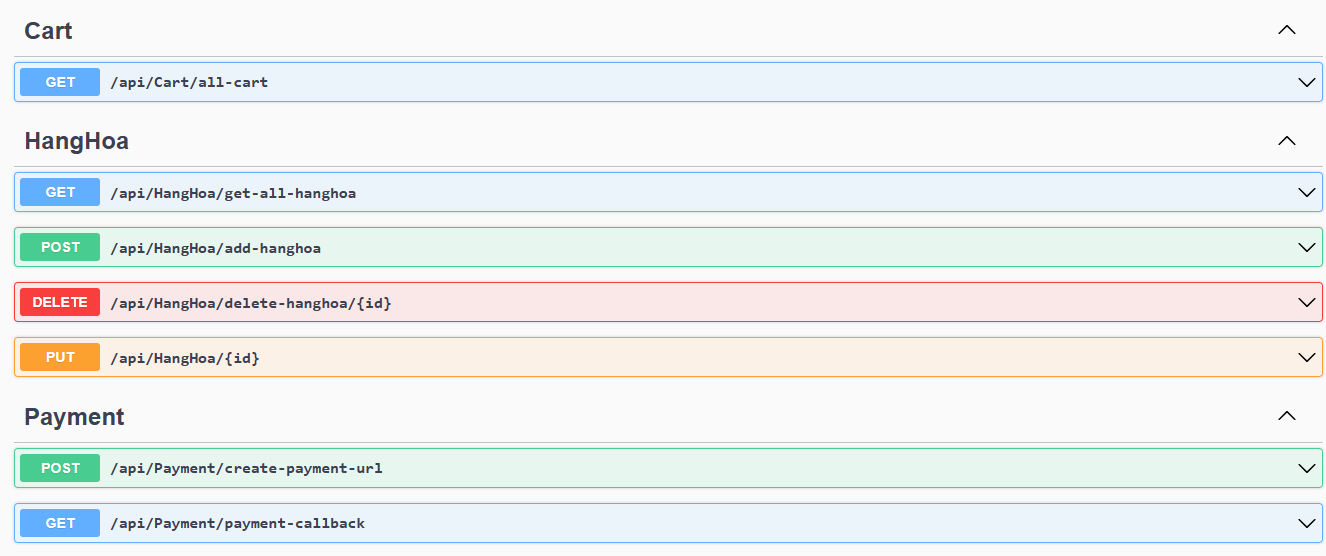 Cart
GET /api/Cart/all-cart
HangHoa
GET /api/HangHoa/get-all-hanghoa
POST /api/HangHoa/add-hanghoa
DELETE /api/HangHoa/delete-hanghoa/{id}
PUT /api/HangHoa/{id}
Payment
POST /api/Payment/create-payment-url
GET /api/Payment/payment-callback